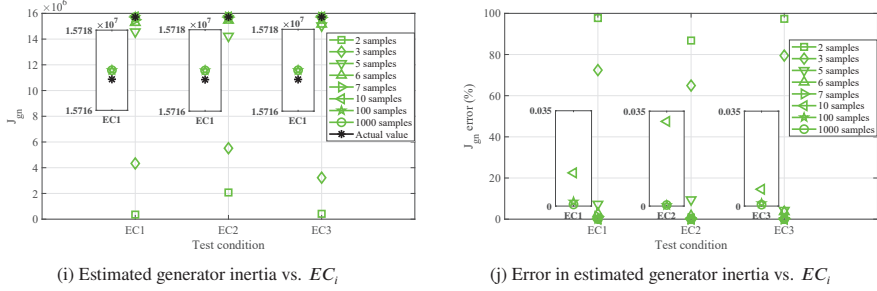 ×10⁶
16
14
12
10
8
6
4
2
0
J_gn
×10⁷
1.5718
1.5716
EC1
×10⁷
1.5718
1.5716
EC1
×10⁷
1.5718
1.5716
EC1
2 samples
3 samples
5 samples
6 samples
7 samples
10 samples
100 samples
1000 samples
Actual value
EC1 EC2 EC3
Test condition
(i) Estimated generator inertia vs. EC_i
100
80
60
40
20
0
J_gn error (%)
0.035
0
EC1
0.035
0
EC2
0.035
0
EC3
2 samples
3 samples
5 samples
6 samples
7 samples
10 samples
100 samples
1000 samples
EC1 EC2 EC3
Test condition
(j) Error in estimated generator inertia vs. EC_i